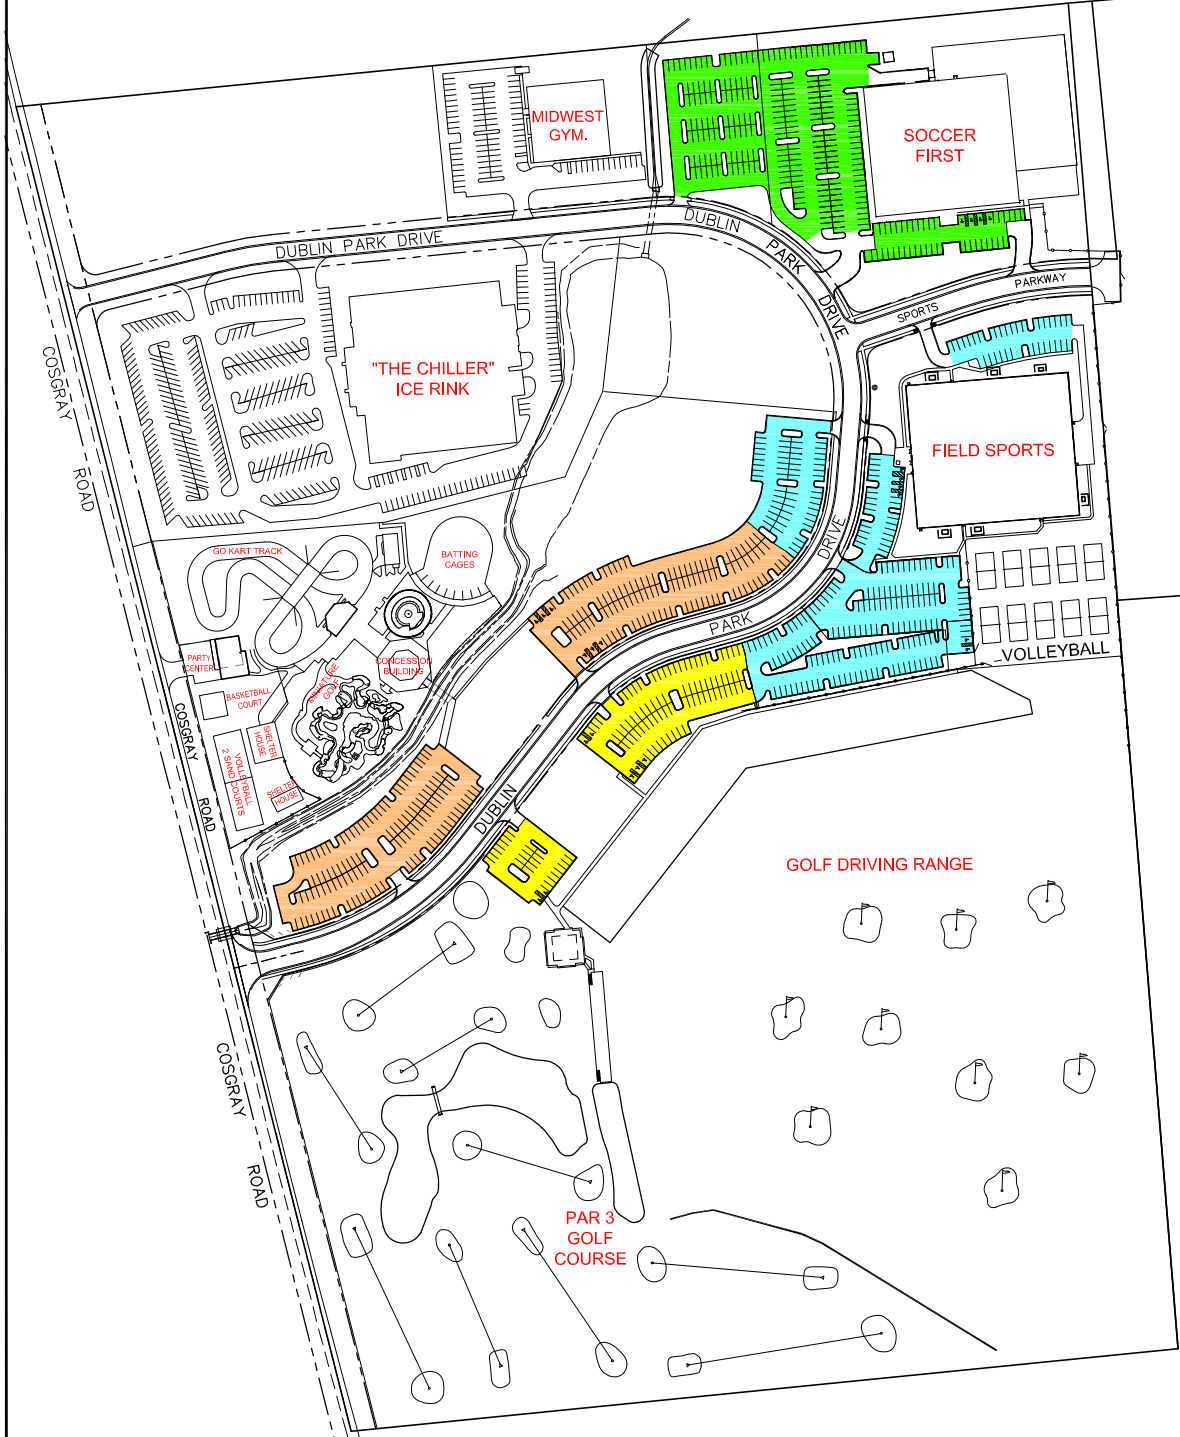 MIDWEST
GYM.
SOCCER
FIRST
DUBLIN PARK DRIVE
DUBLIN
PARK
DRIVE
SPORTS
PARKWAY
COSGRAY
ROAD
"THE CHILLER"
ICE RINK
FIELD SPORTS
GO KART TRACK
BATTING
CAGES
DRIVE
PARK
DUBLIN
VOLLEYBALL
PARTY
CENTER
CONCESSION
BUILDING
MINIATURE
GOLF
BASKETBALL
COURT
SHELTER
HOUSE
VOLLEYBALL
2 SAND COURTS
SHELTER
HOUSE
COSGRAY
ROAD
GOLF DRIVING RANGE
COSGRAY
ROAD
PAR 3
GOLF
COURSE